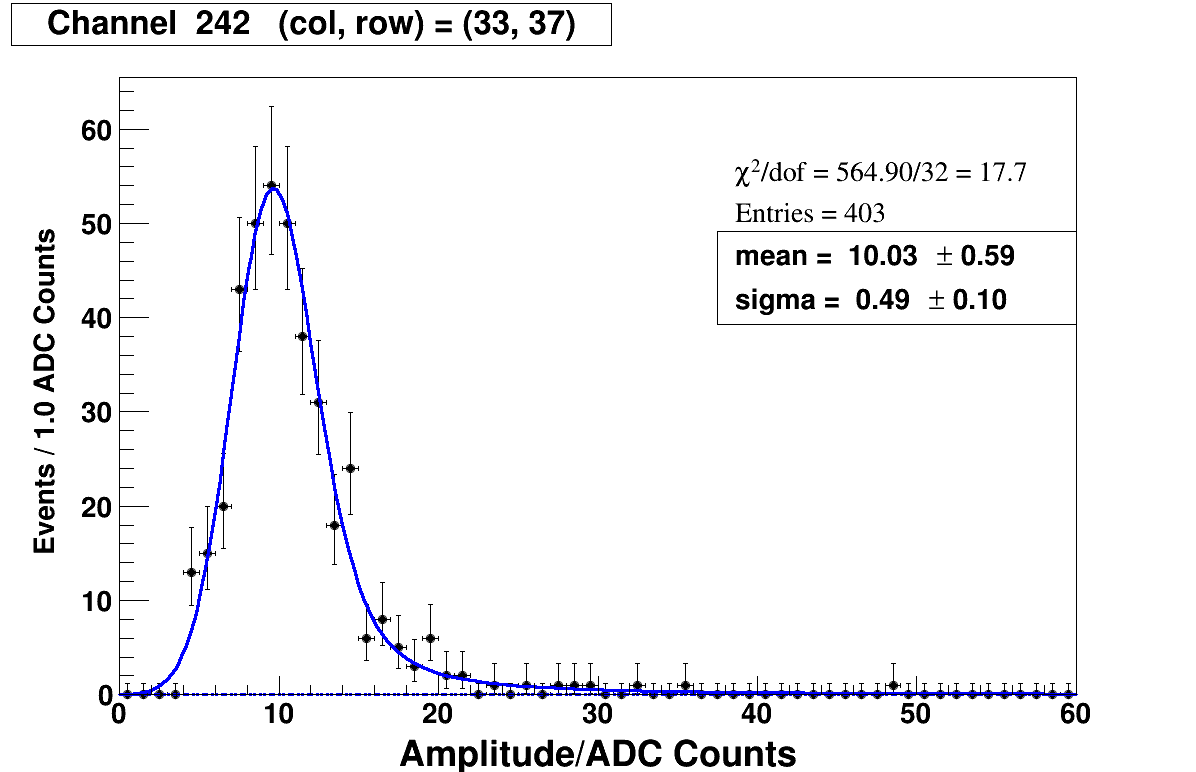 Channel 242 (col, row) = (33, 37)
χ²/dof = 564.90/32 = 17.7
Entries = 403
mean = 10.03 ± 0.59
sigma = 0.49 ± 0.10
Events / 1.0 ADC Counts
60
50
40
30
20
10
0
0 10 20 30 40 50 60
Amplitude/ADC Counts